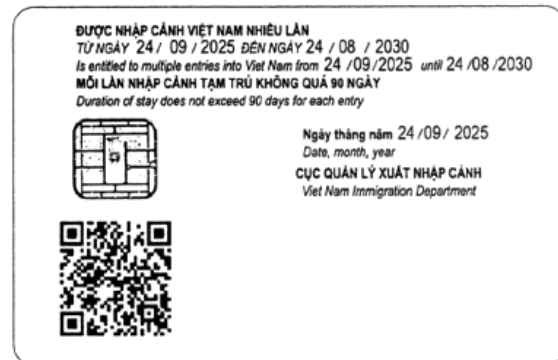 ĐƯỢC NHẬP CẢNH VIỆT NAM NHIỀU LẦN
TỪ NGÀY 24/ 09 / 2025 ĐẾN NGÀY 24 / 08 / 2030
Is entitled to multiple entries into Viet Nam from 24 /09/2025 until 24 /08 /2030
MỖI LẦN NHẬP CẢNH TẠM TRÚ KHÔNG QUÁ 90 NGÀY
Duration of stay does not exceed 90 days for each entry
Ngày tháng năm 24 /09/ 2025
Date, month, year
CỤC QUẢN LÝ XUẤT NHẬP CẢNH
Viet Nam Immigration Department